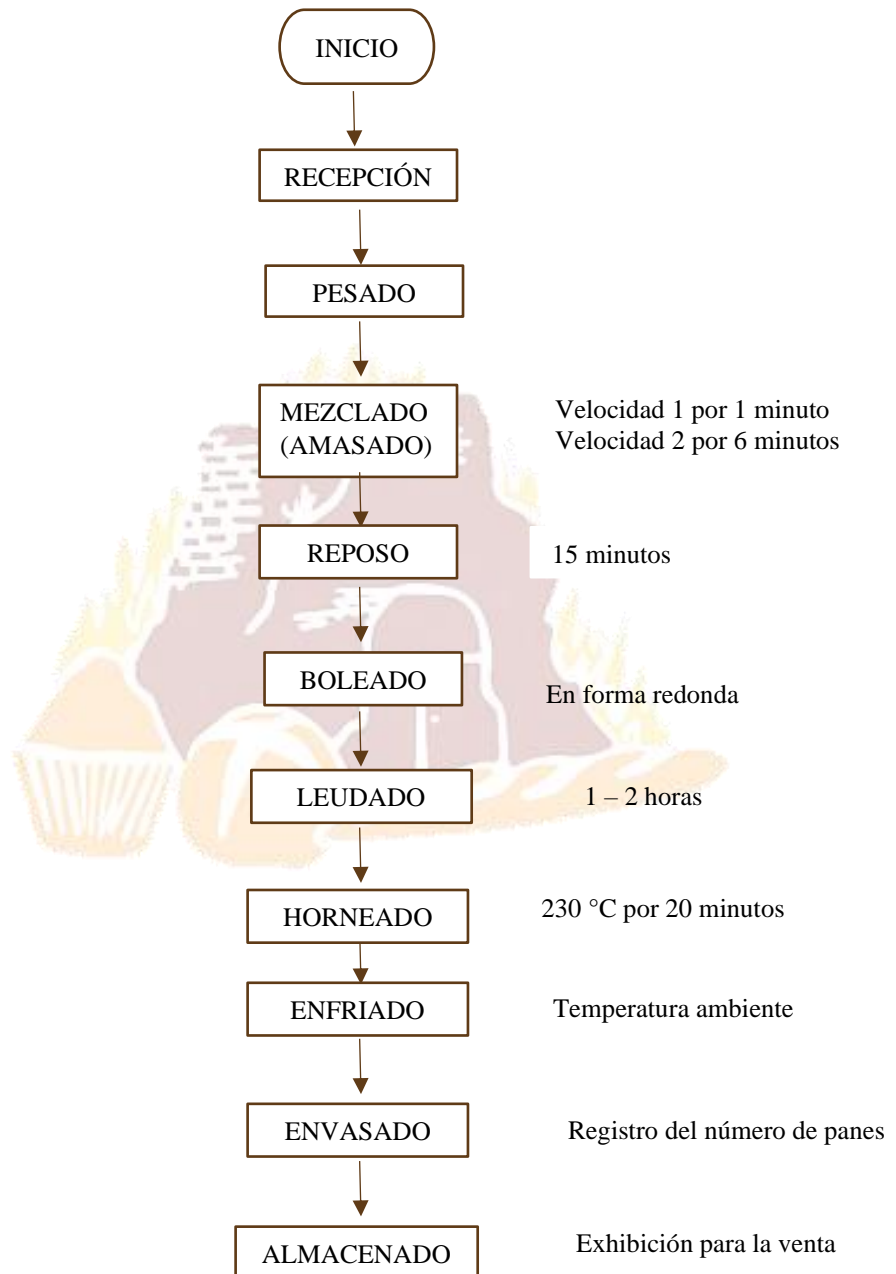 INICIO
RECEPCIÓN
PESADO
MEZCLADO
(AMASADO)
Velocidad 1 por 1 minuto
Velocidad 2 por 6 minutos
REPOSO
15 minutos
BOLEADO
En forma redonda
LEUDADO
1 – 2 horas
HORNEADO
230 °C por 20 minutos
ENFRIADO
Temperatura ambiente
ENVASADO
Registro del número de panes
ALMACENADO
Exhibición para la venta